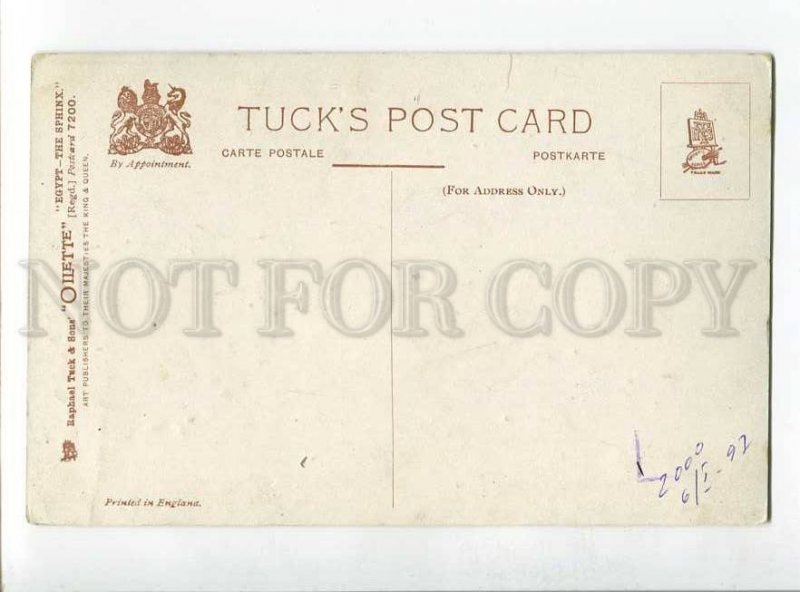 "EGYPT – THE SPHINX."
Raphael Tuck & Sons' "OILETTE" [Regd.] Postcard 7200.
ART PUBLISHERS TO THEIR MAJESTIES THE KING & QUEEN.
By Appointment.
TUCK'S POST CARD
CARTE POSTALE
POSTKARTE
(FOR ADDRESS ONLY.)
TRADE MARK
NOT FOR COPY
2000
6/I-92
Printed in England.